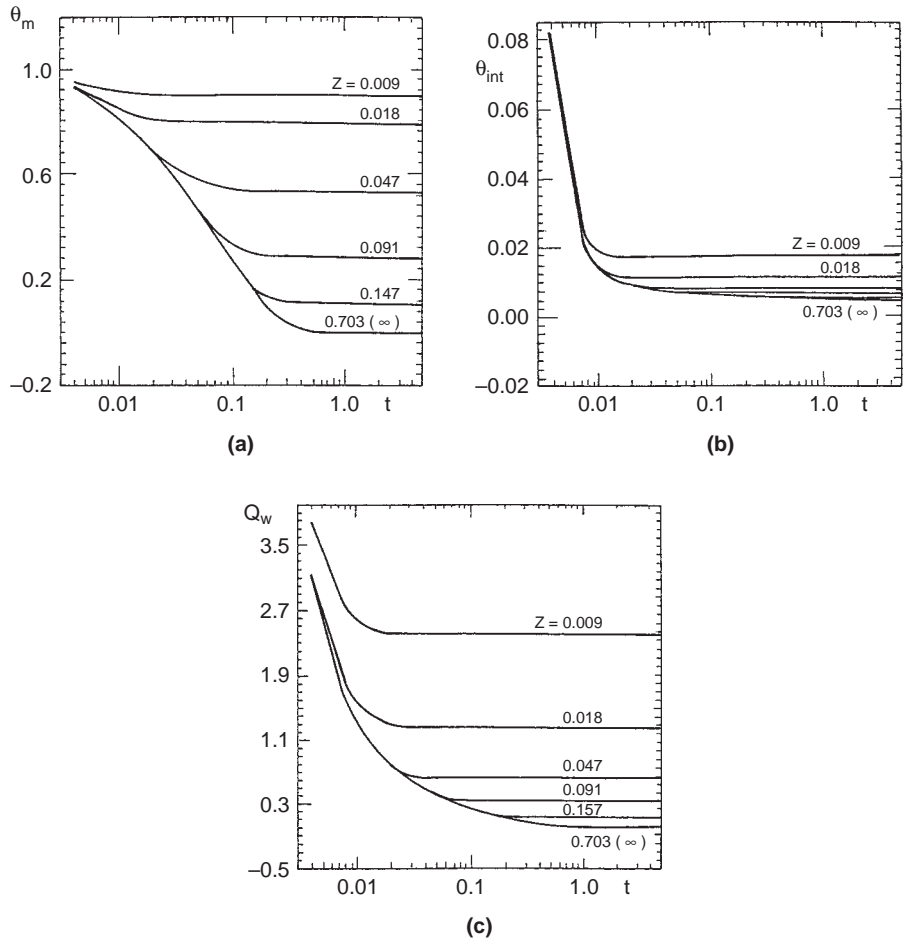 θm
1.0
0.6
0.2
–0.2
Z = 0.009
0.018
0.047
0.091
0.147
0.703 ( ∞ )
0.01 0.1 1.0 t
(a)
0.08
θint
0.06
0.04
0.02
0.00
–0.02
Z = 0.009
0.018
0.703 ( ∞ )
0.01 0.1 1.0 t
(b)
Qw
3.5
2.7
1.9
1.1
0.3
–0.5
Z = 0.009
0.018
0.047
0.091
0.157
0.703 ( ∞ )
0.01 0.1 1.0 t
(c)